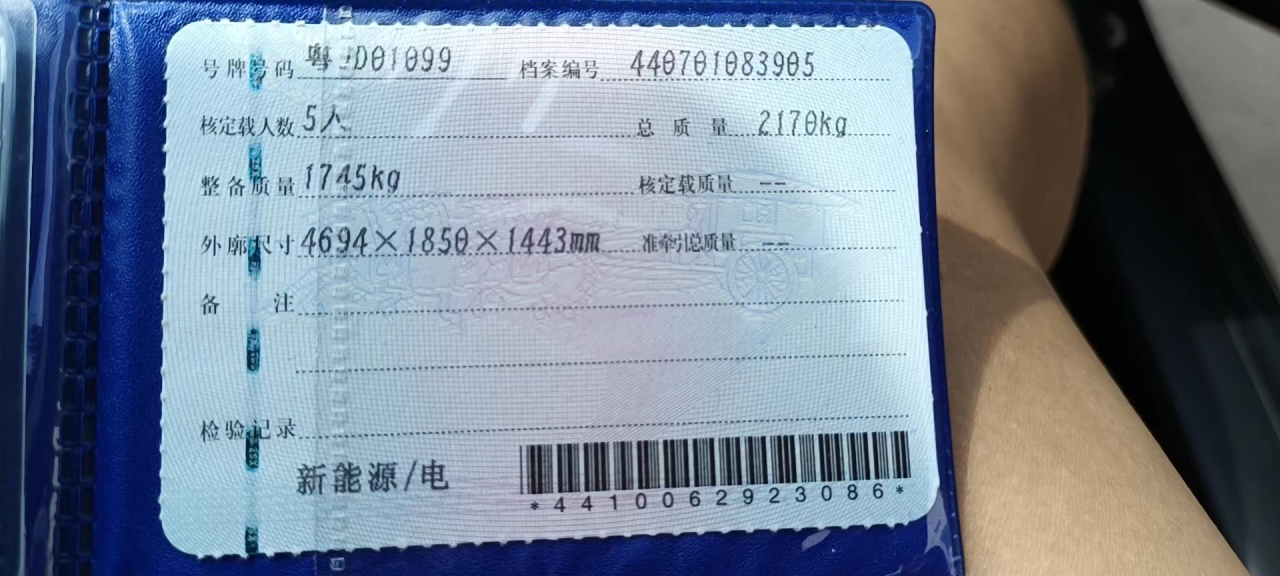 号牌号码 粤JD01099 档案编号 440701083905
核定载人数 5人 总质量 2170kg
整备质量 1745kg 核定载质量 --
外廓尺寸 4694×1850×1443mm 准牵引总质量 --
备注
检验记录
新能源/电
*4410062923086*